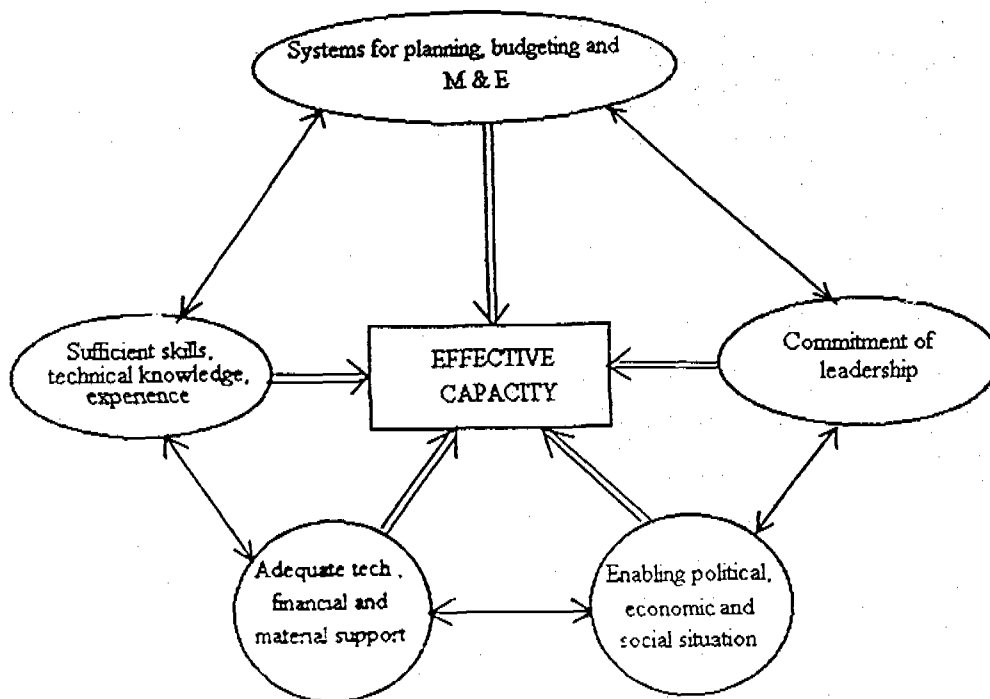 Systems for planning, budgeting and
M & E
Sufficient skills,
technical knowledge,
experience
EFFECTIVE
CAPACITY
Commitment of
leadership
Adequate tech.,
financial and
material support
Enabling political,
economic and
social situation